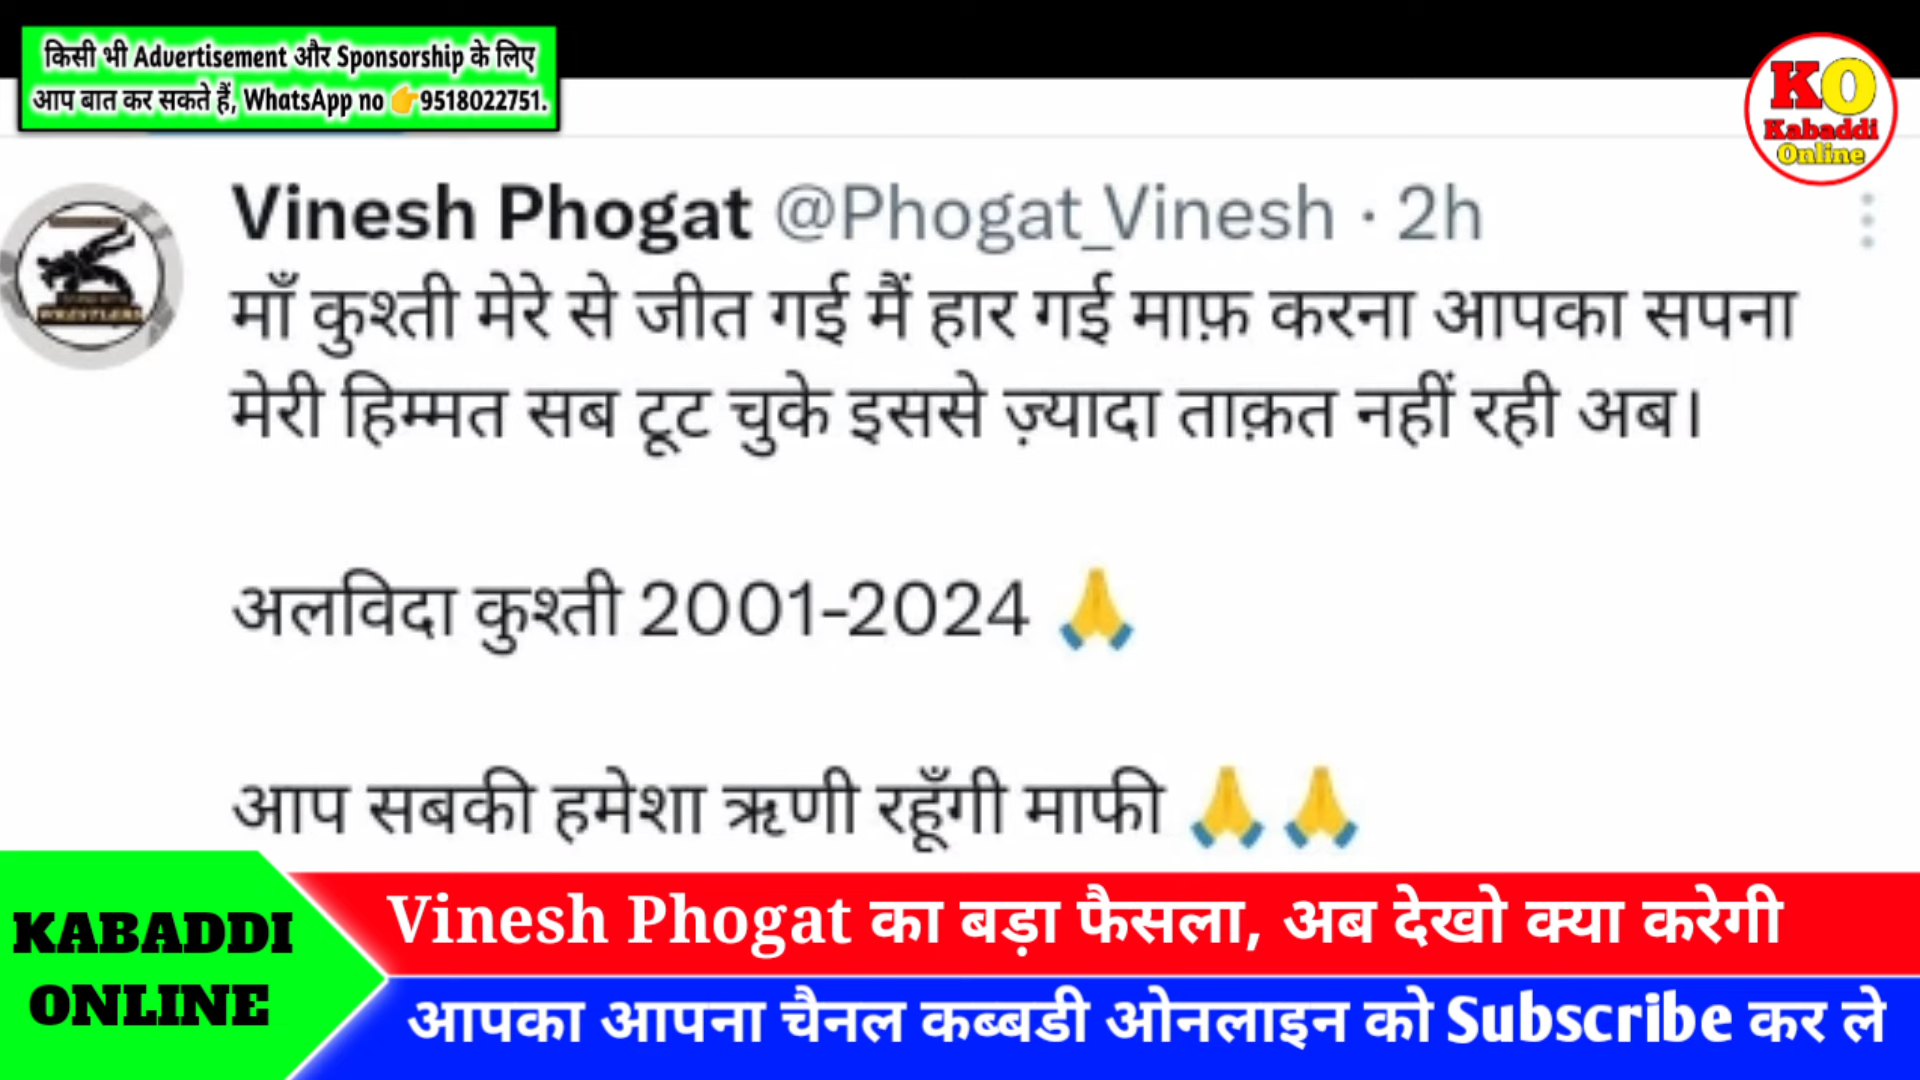 किसी भी Advertisement और Sponsorship के लिए
आप बात कर सकते हैं, WhatsApp no 👉9518022751.
KO
Kabaddi
Online
Vinesh Phogat @Phogat_Vinesh · 2h
माँ कुश्ती मेरे से जीत गई मैं हार गई माफ़ करना आपका सपना
मेरी हिम्मत सब टूट चुके इससे ज़्यादा ताक़त नहीं रही अब।
अलविदा कुश्ती 2001-2024 🙏
आप सबकी हमेशा ऋणी रहूँगी माफी 🙏🙏
KABADDI
ONLINE
Vinesh Phogat का बड़ा फैसला, अब देखो क्या करेगी
आपका आपना चैनल कब्बडी ओनलाइन को Subscribe कर ले